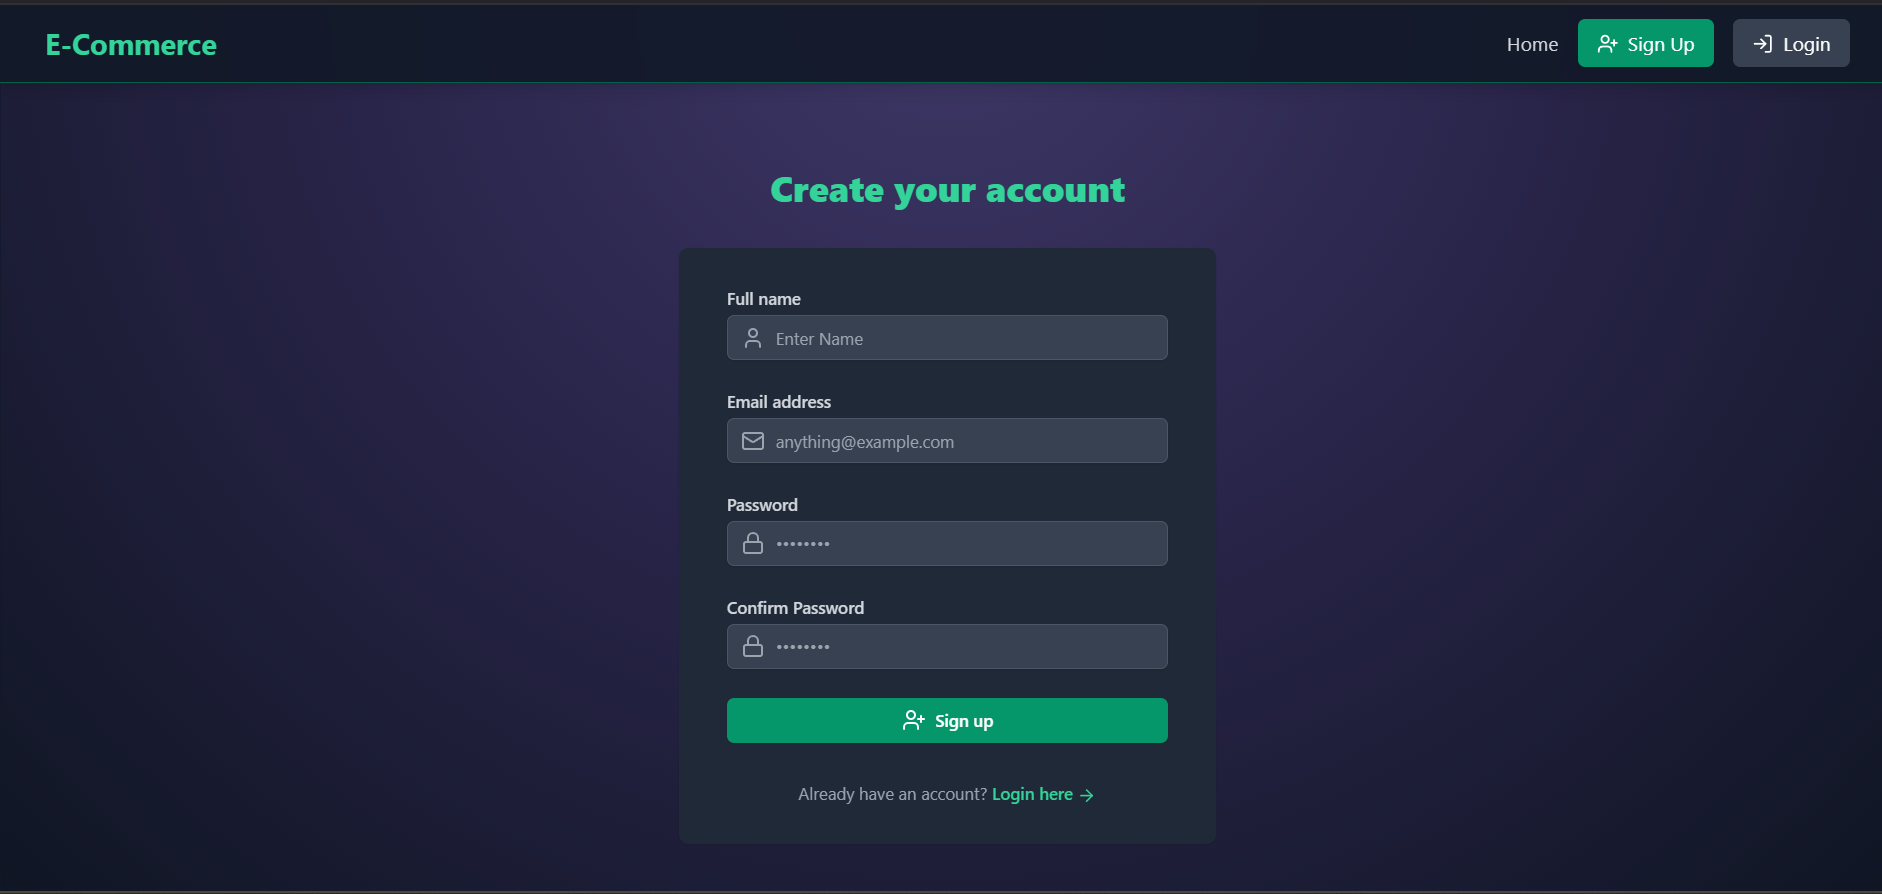 E-Commerce
Home
Sign Up
Login
Create your account
Full name
Enter Name
Email address
anything@example.com
Password
••••••••
Confirm Password
••••••••
Sign up
Already have an account? Login here →